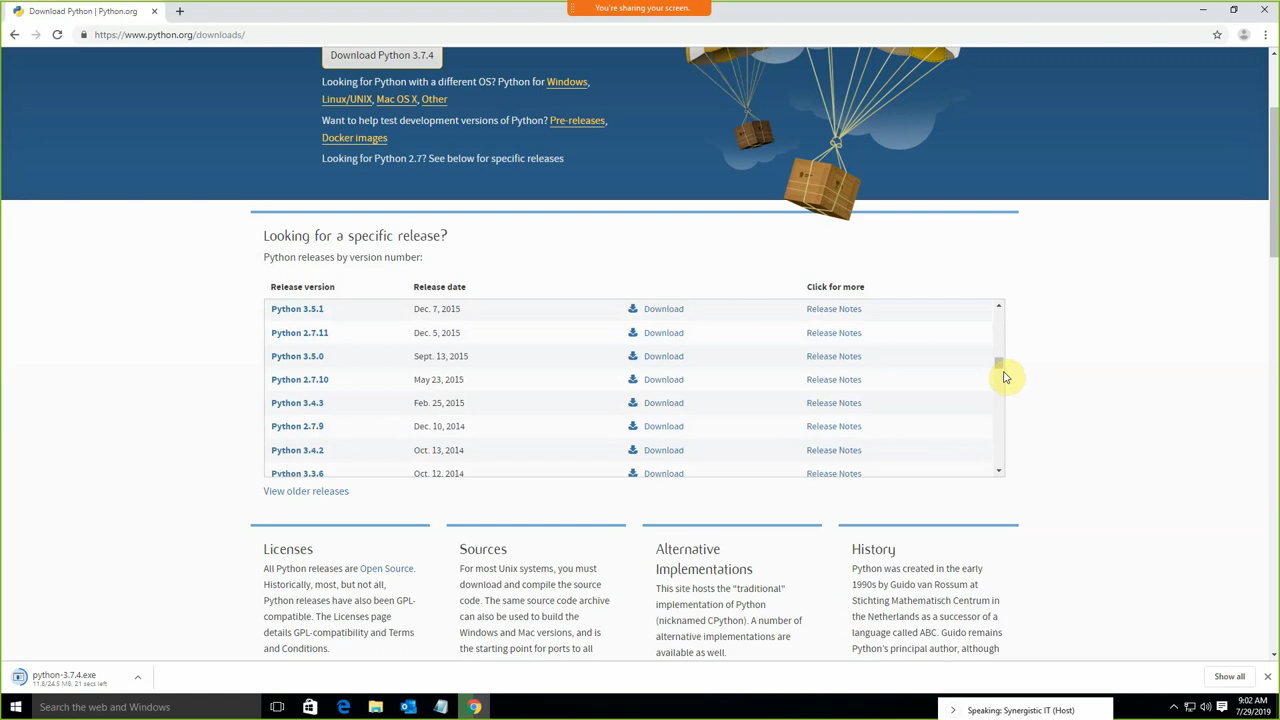 You're sharing your screen.
Download Python | Python.org
https://www.python.org/downloads/
Download Python 3.7.4
Looking for Python with a different OS? Python for Windows,
Linux/UNIX, Mac OS X, Other
Want to help test development versions of Python? Pre-releases,
Docker images
Looking for Python 2.7? See below for specific releases
Looking for a specific release?
Python releases by version number:
Release version Release date Click for more
Python 3.5.1 Dec. 7, 2015 Download Release Notes
Python 2.7.11 Dec. 5, 2015 Download Release Notes
Python 3.5.0 Sept. 13, 2015 Download Release Notes
Python 2.7.10 May 23, 2015 Download Release Notes
Python 3.4.3 Feb. 25, 2015 Download Release Notes
Python 2.7.9 Dec. 10, 2014 Download Release Notes
Python 3.4.2 Oct. 13, 2014 Download Release Notes
Python 3.3.6 Oct. 12, 2014 Download Release Notes
View older releases
Licenses
All Python releases are Open Source.
Historically, most, but not all,
Python releases have also been GPL-
compatible. The Licenses page
details GPL-compatibility and Terms
and Conditions.
Sources
For most Unix systems, you must
download and compile the source
code. The same source code archive
can also be used to build the
Windows and Mac versions, and is
the starting point for ports to all
Alternative
Implementations
This site hosts the "traditional"
implementation of Python
(nicknamed CPython). A number of
alternative implementations are
available as well.
History
Python was created in the early
1990s by Guido van Rossum at
Stichting Mathematisch Centrum in
the Netherlands as a successor of a
language called ABC. Guido remains
Python's principal author, although
python-3.7.4.exe
11.8/24.5 MB, 21 secs left
Show all
Search the web and Windows
Speaking: Synergistic IT (Host)
9:02 AM
7/29/2019